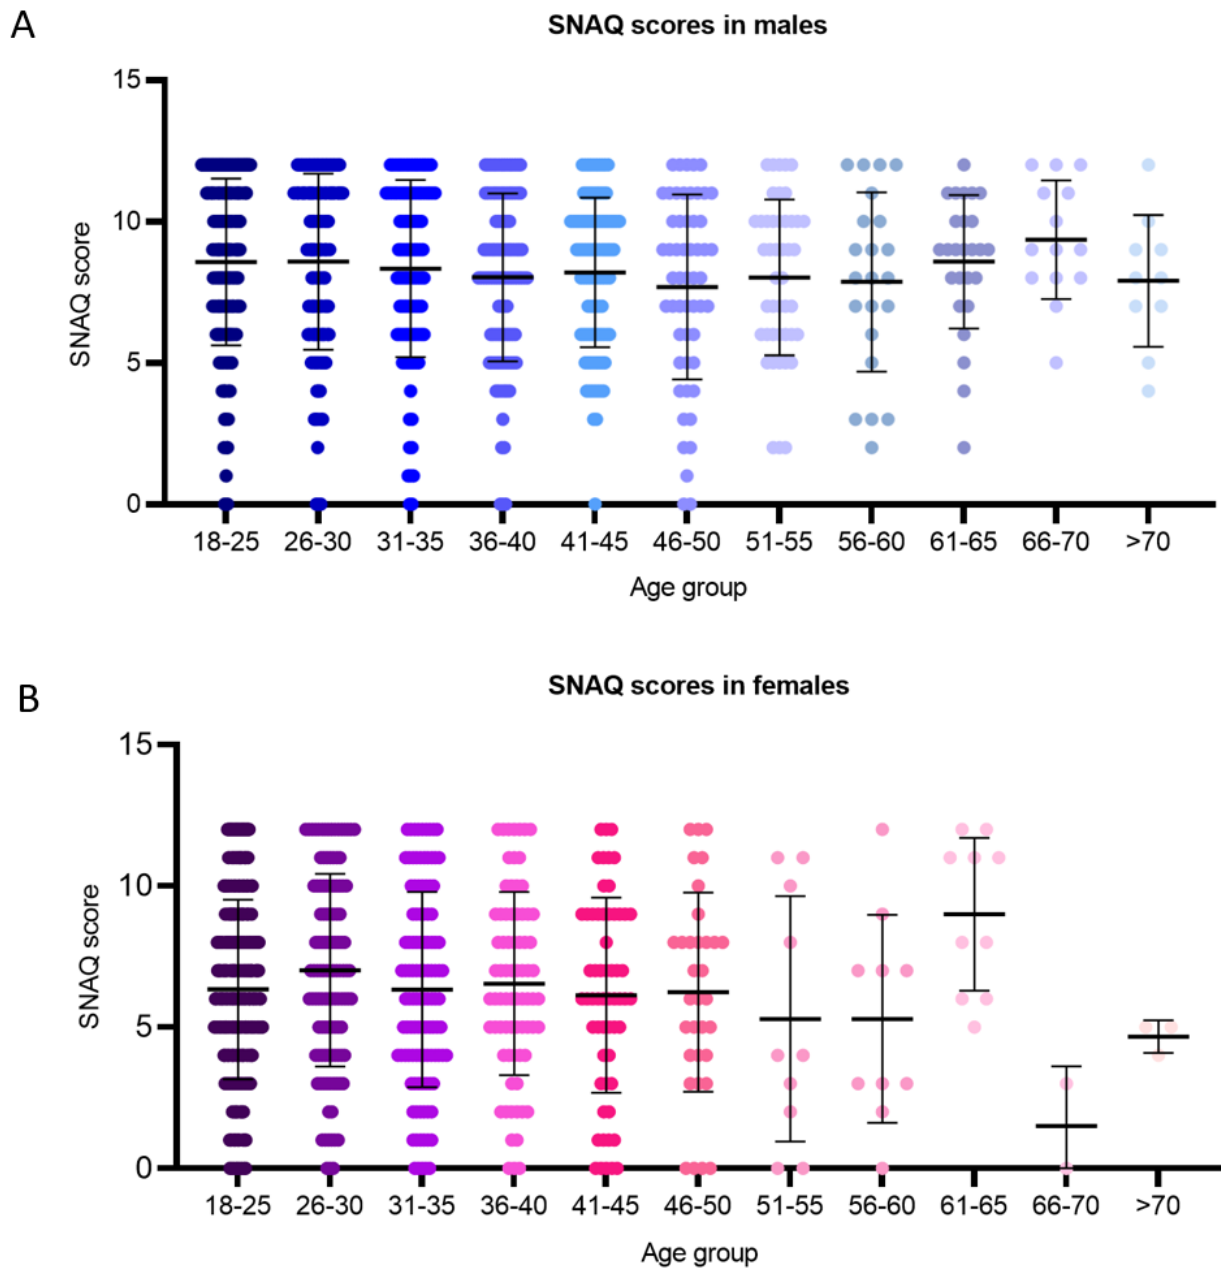 A
SNAQ scores in males
15
10
5
0
SNAQ score
18-25 26-30 31-35 36-40 41-45 46-50 51-55 56-60 61-65 66-70 >70
Age group
B
SNAQ scores in females
15
10
5
0
SNAQ score
18-25 26-30 31-35 36-40 41-45 46-50 51-55 56-60 61-65 66-70 >70
Age group